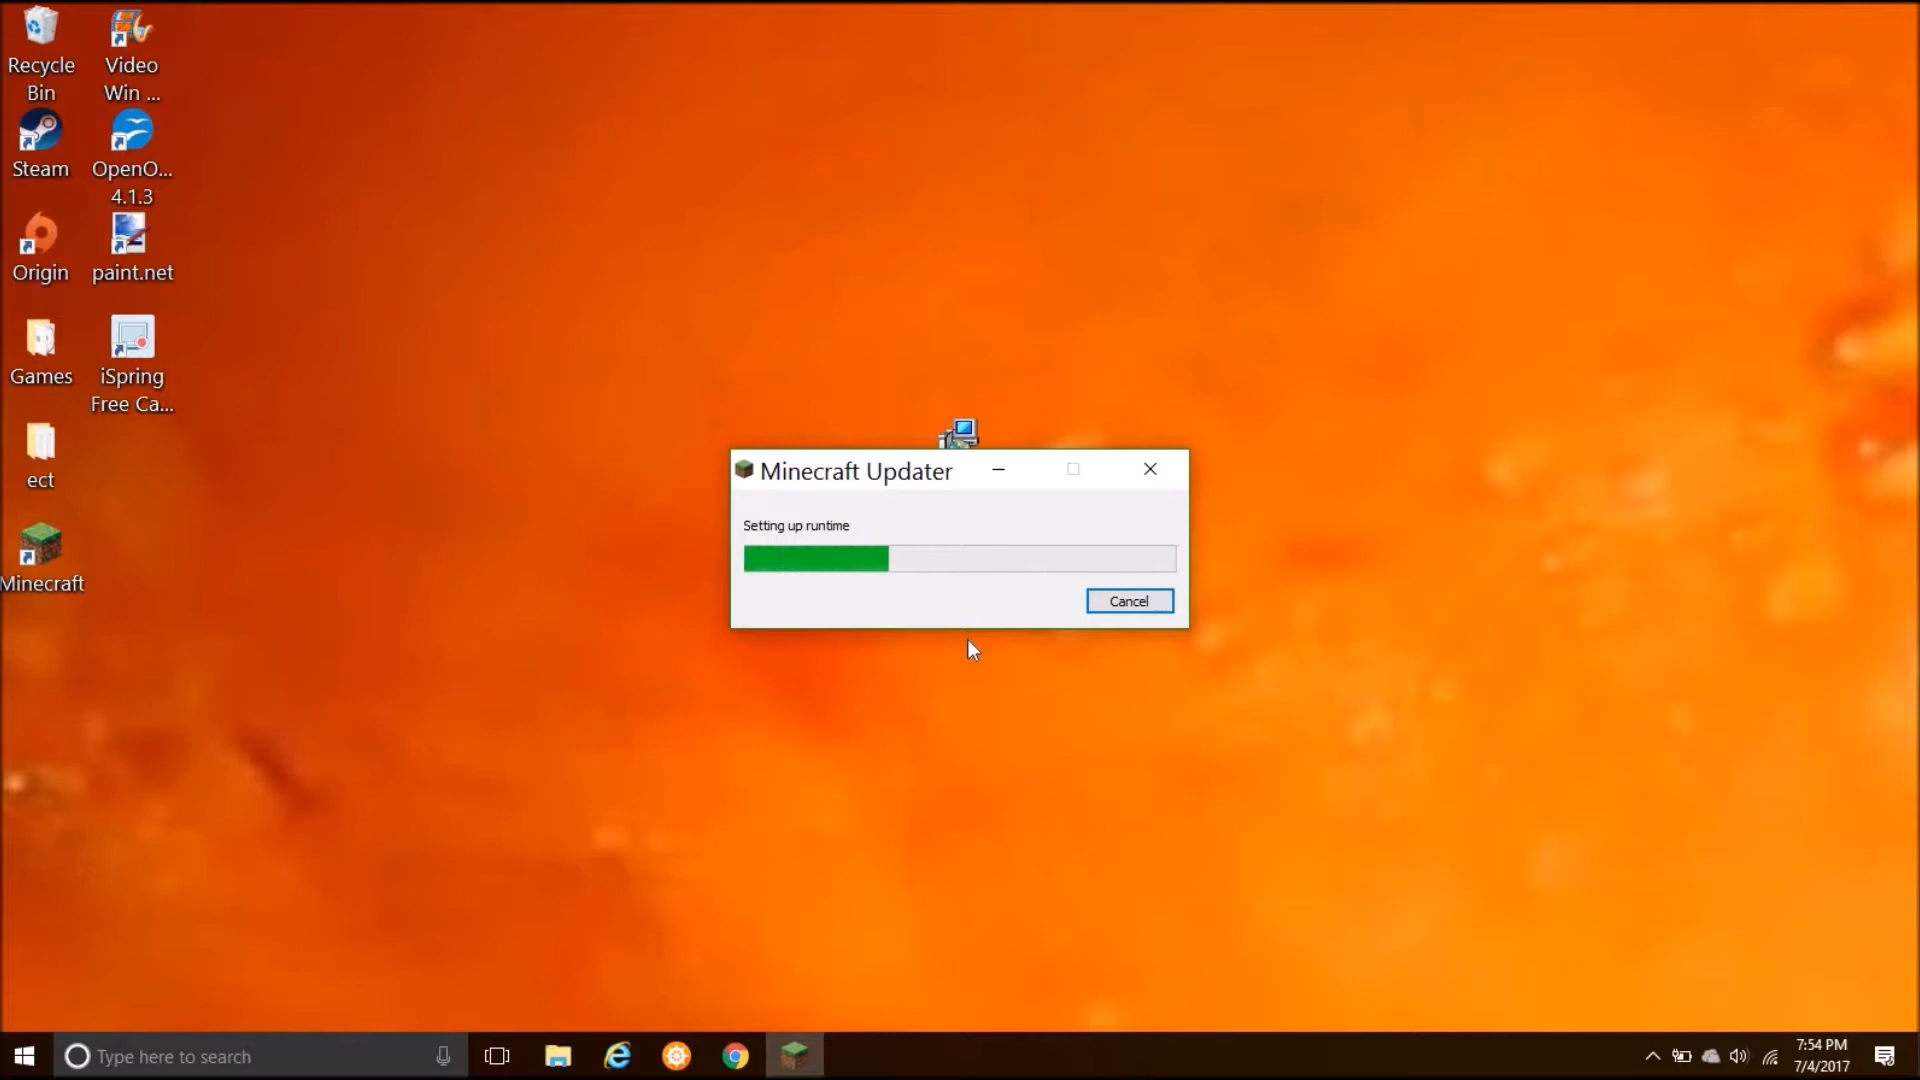 Recycle
Bin
Video
Win ...
Steam
OpenO...
4.1.3
Origin
paint.net
Games
iSpring
Free Ca...
ect
Minecraft
Minecraft Updater
Setting up runtime
Cancel
Type here to search
7:54 PM
7/4/2017